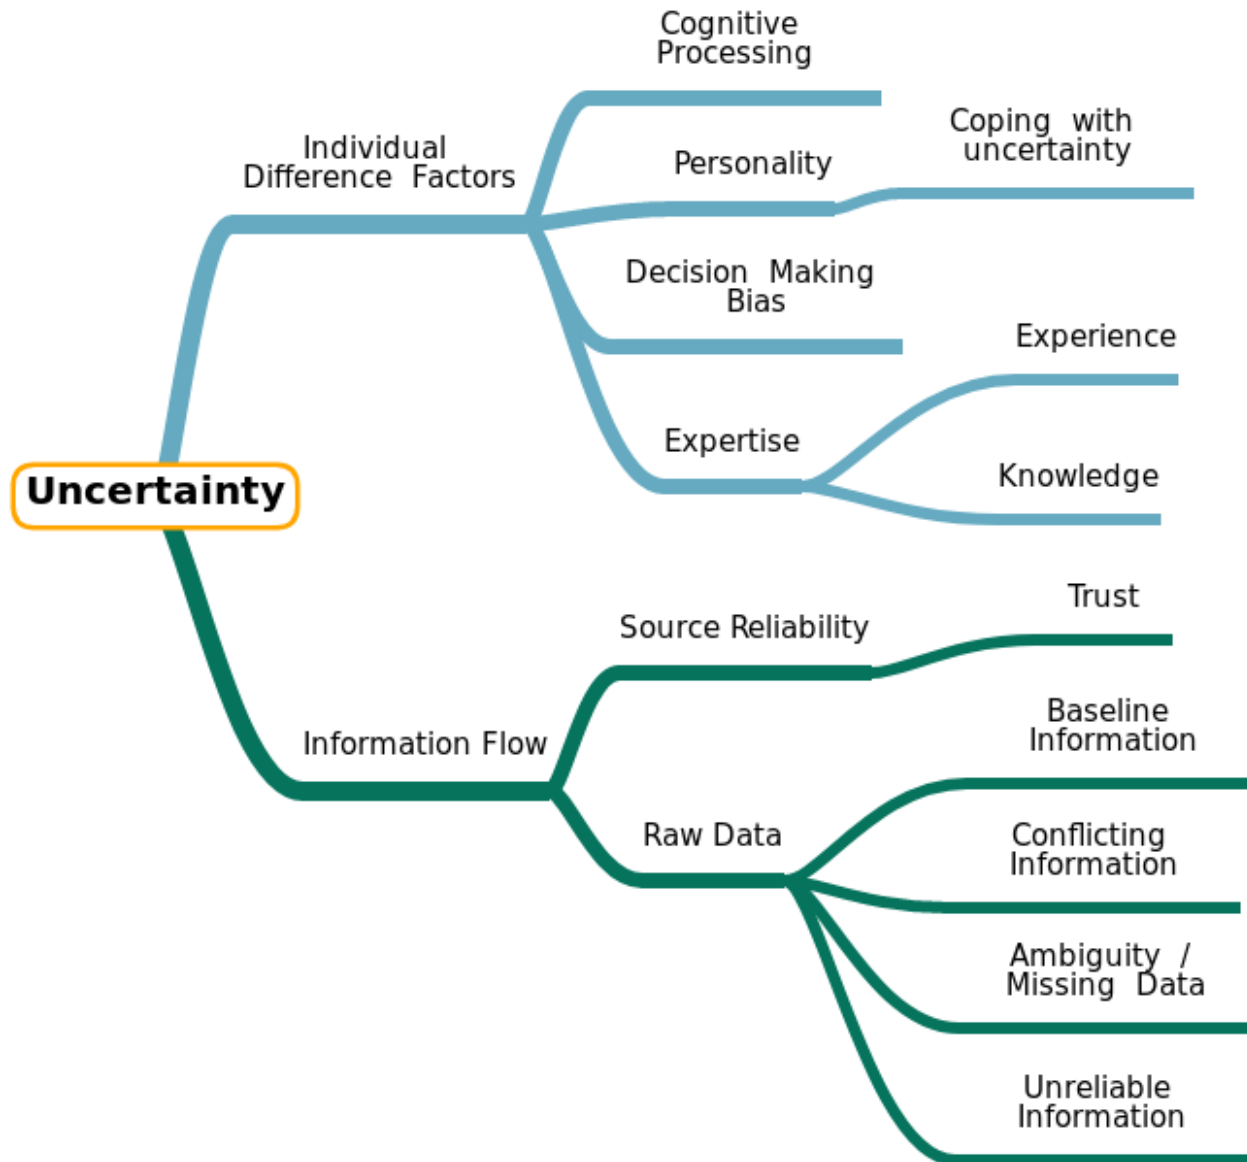 Cognitive
Processing
Coping with
uncertainty
Individual
Difference Factors
Personality
Decision Making
Bias
Experience
Expertise
Knowledge
Uncertainty
Trust
Source Reliability
Baseline
Information
Information Flow
Raw Data
Conflicting
Information
Ambiguity /
Missing Data
Unreliable
Information